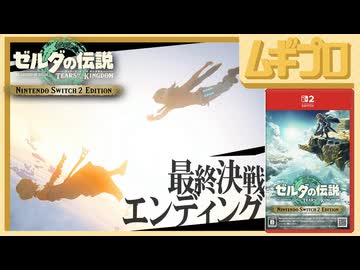 ゼルダの伝説
TEARS OF THE KINGDOM
NINTENDO SWITCH 2 EDITION
最終決戦
エンディング
ムギプロ
2
SWITCH
ゼルダの伝説
NINTENDO SWITCH 2 EDITION